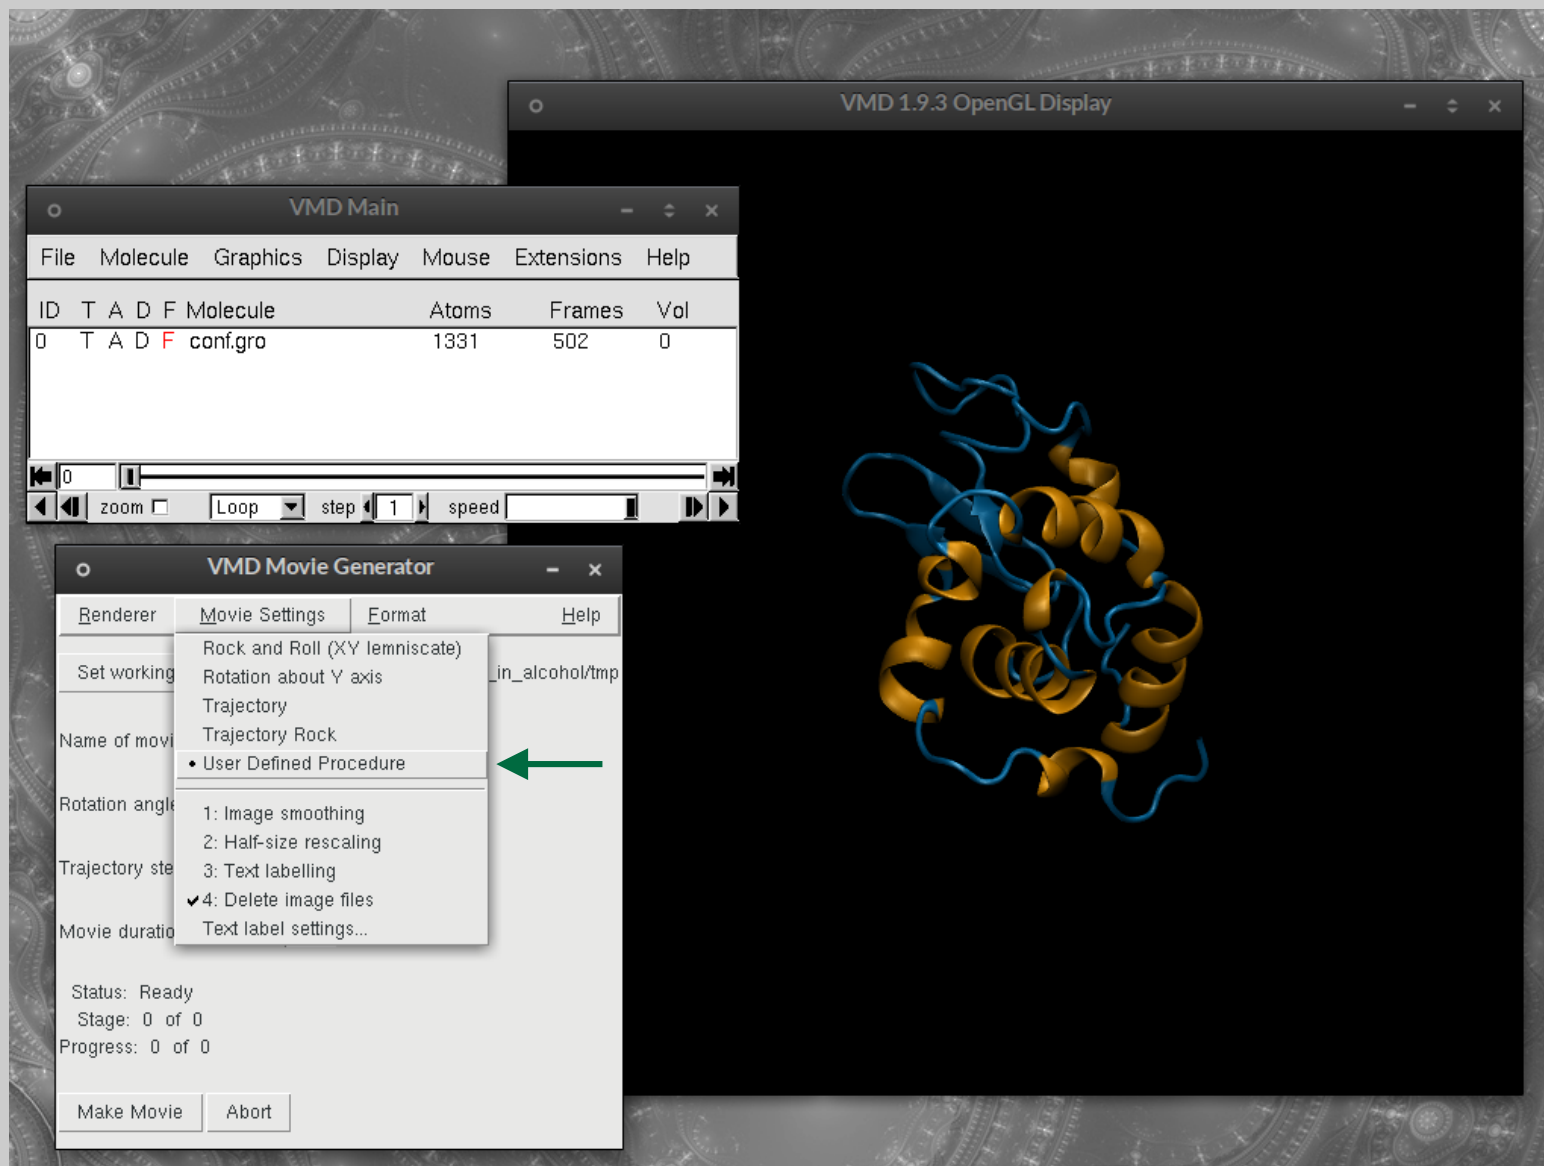 VMD 1.9.3 OpenGL Display
VMD Main
File Molecule Graphics Display Mouse Extensions Help
ID T A D F Molecule Atoms Frames Vol
0 T A D F conf.gro 1331 502 0
0
zoom Loop step 1 speed
VMD Movie Generator
Renderer Movie Settings Format Help
Rock and Roll (XY lemniscate)
Set working _in_alcohol/tmp
Rotation about Y axis
Trajectory
Trajectory Rock
Name of movi
User Defined Procedure
Rotation angle
1: Image smoothing
2: Half-size rescaling
Trajectory ste
3: Text labelling
4: Delete image files
Movie duratio
Text label settings...
Status: Ready
Stage: 0 of 0
Progress: 0 of 0
Make Movie Abort